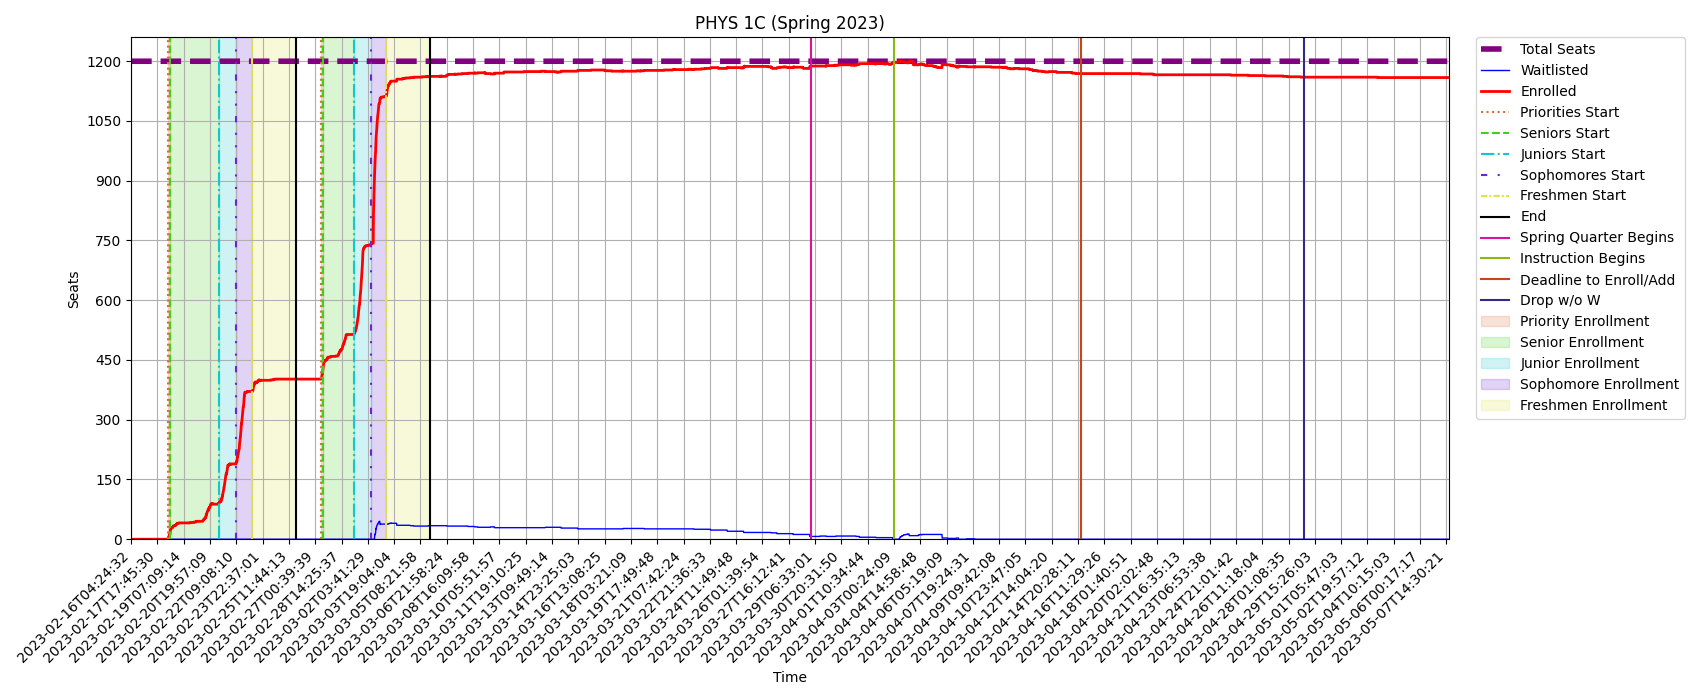 PHYS 1C (Spring 2023)
Seats
1200
1050
900
750
600
450
300
150
0
2023-02-16T04:24:32
2023-02-17T17:45:30
2023-02-19T07:09:14
2023-02-20T19:57:09
2023-02-22T09:08:10
2023-02-23T22:37:01
2023-02-25T11:44:13
2023-02-27T00:39:39
2023-02-28T14:25:37
2023-03-02T03:41:29
2023-03-03T19:04:04
2023-03-05T08:21:58
2023-03-06T21:58:24
2023-03-08T16:09:58
2023-03-10T05:51:57
2023-03-11T19:10:25
2023-03-13T09:49:14
2023-03-14T23:25:03
2023-03-16T13:08:25
2023-03-18T03:21:09
2023-03-19T17:49:48
2023-03-21T07:42:24
2023-03-22T21:36:33
2023-03-24T11:49:48
2023-03-26T01:39:54
2023-03-27T16:12:41
2023-03-29T06:33:01
2023-03-30T20:31:50
2023-04-01T10:34:44
2023-04-03T00:24:09
2023-04-04T14:58:48
2023-04-06T05:19:09
2023-04-07T19:24:31
2023-04-09T09:42:08
2023-04-10T23:47:05
2023-04-12T14:04:20
2023-04-14T20:28:11
2023-04-16T11:29:26
2023-04-18T01:40:51
2023-04-20T02:02:48
2023-04-21T16:35:13
2023-04-23T06:53:38
2023-04-24T21:01:42
2023-04-26T11:18:04
2023-04-28T01:08:35
2023-04-29T15:26:03
2023-05-01T05:47:03
2023-05-02T19:57:12
2023-05-04T10:15:03
2023-05-06T00:17:17
2023-05-07T14:30:21
Time
Total Seats
Waitlisted
Enrolled
Priorities Start
Seniors Start
Juniors Start
Sophomores Start
Freshmen Start
End
Spring Quarter Begins
Instruction Begins
Deadline to Enroll/Add
Drop w/o W
Priority Enrollment
Senior Enrollment
Junior Enrollment
Sophomore Enrollment
Freshmen Enrollment